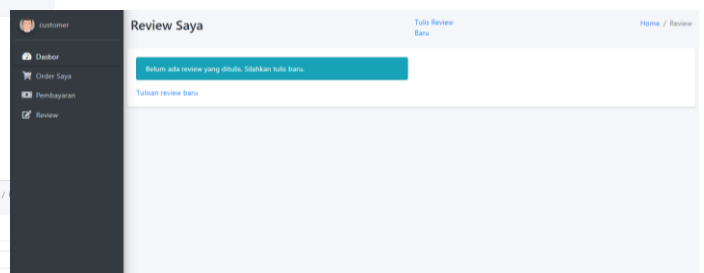 customer
Dasbor
Order Saya
Pembayaran
Review
Review Saya
Tulis Review
Baru
Home / Review
Belum ada review yang ditulis. Silahkan tulis baru.
Tulisan review baru
/